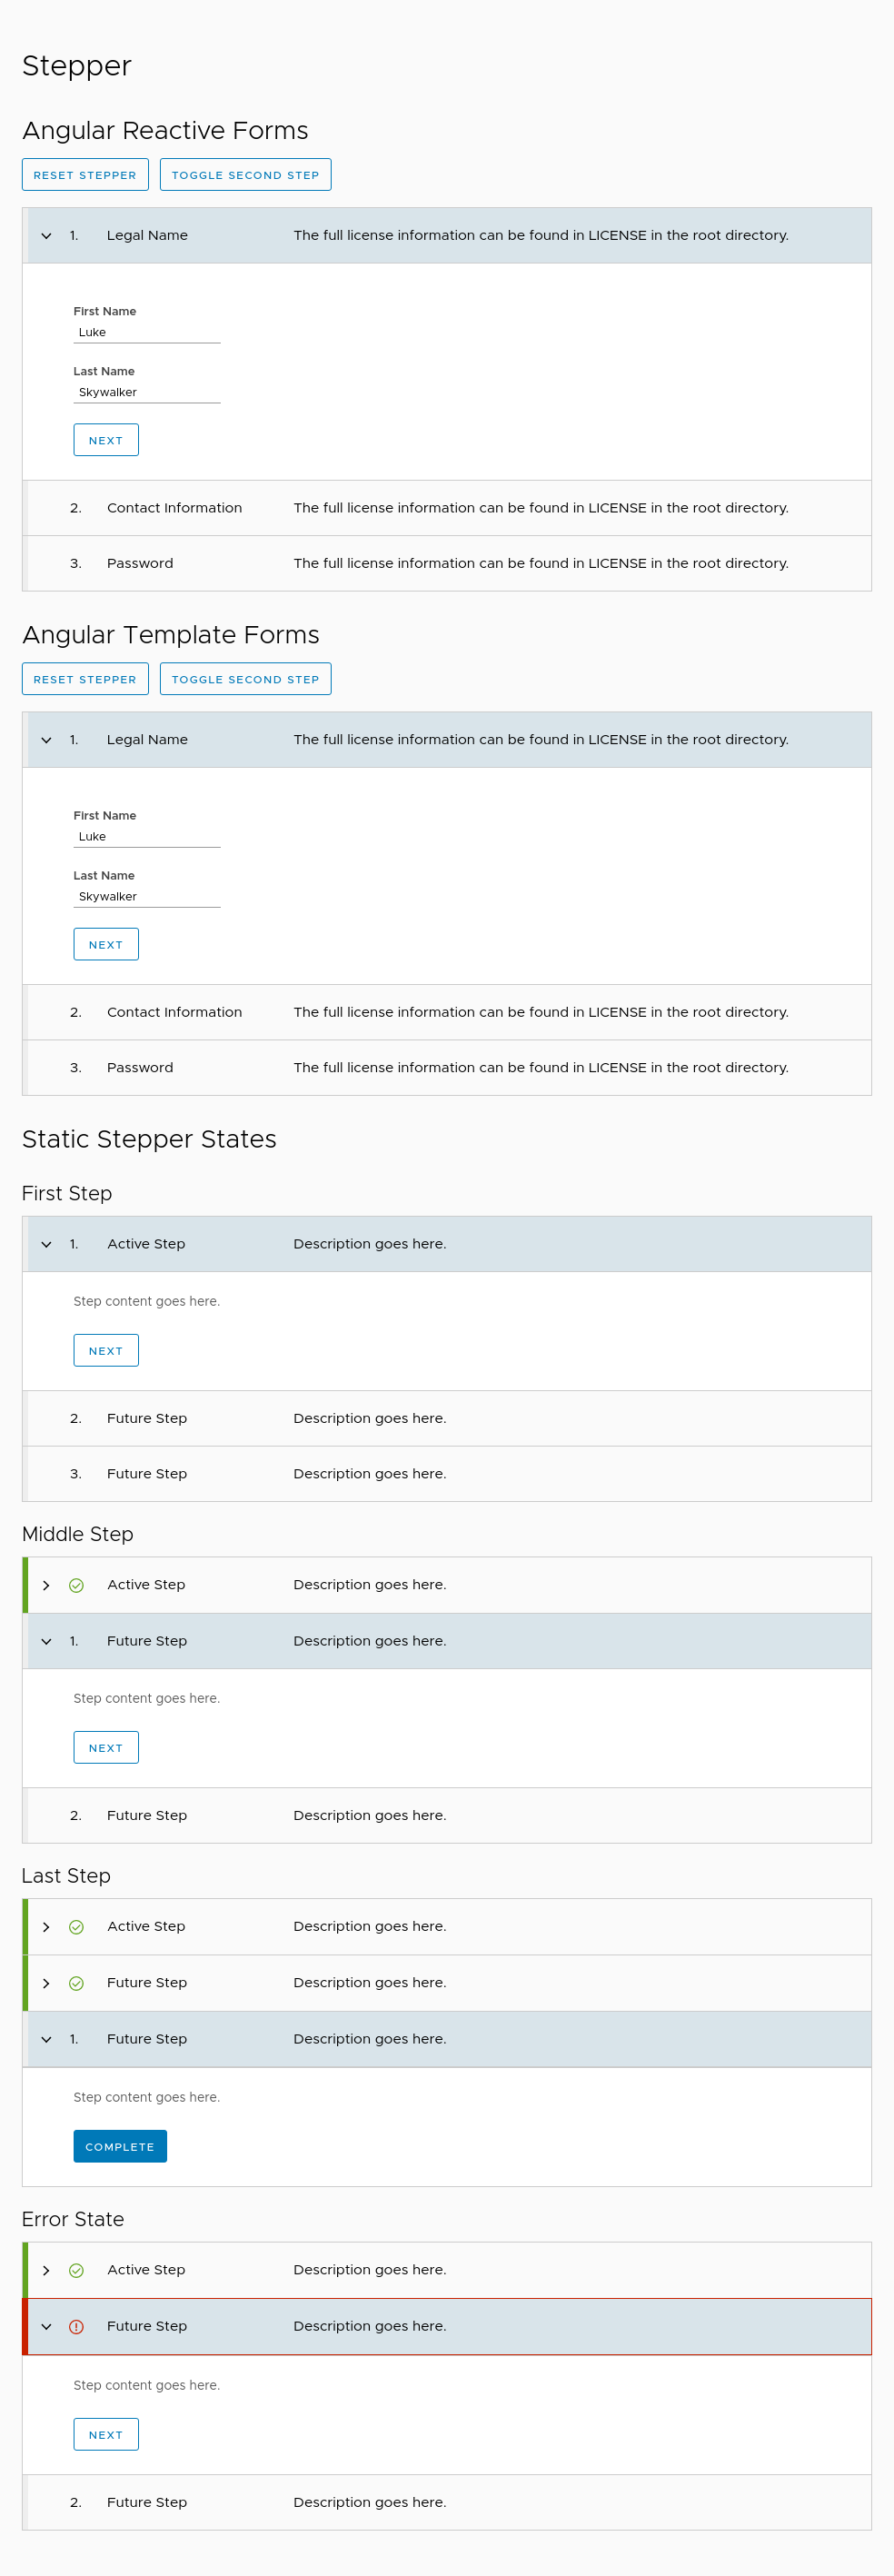 Stepper
Angular Reactive Forms
RESET STEPPER TOGGLE SECOND STEP
1. Legal Name The full license information can be found in LICENSE in the root directory.
First Name
Luke
Last Name
Skywalker
NEXT
2. Contact Information The full license information can be found in LICENSE in the root directory.
3. Password The full license information can be found in LICENSE in the root directory.
Angular Template Forms
RESET STEPPER TOGGLE SECOND STEP
1. Legal Name The full license information can be found in LICENSE in the root directory.
First Name
Luke
Last Name
Skywalker
NEXT
2. Contact Information The full license information can be found in LICENSE in the root directory.
3. Password The full license information can be found in LICENSE in the root directory.
Static Stepper States
First Step
1. Active Step Description goes here.
Step content goes here.
NEXT
2. Future Step Description goes here.
3. Future Step Description goes here.
Middle Step
Active Step Description goes here.
1. Future Step Description goes here.
Step content goes here.
NEXT
2. Future Step Description goes here.
Last Step
Active Step Description goes here.
Future Step Description goes here.
1. Future Step Description goes here.
Step content goes here.
COMPLETE
Error State
Active Step Description goes here.
Future Step Description goes here.
Step content goes here.
NEXT
2. Future Step Description goes here.